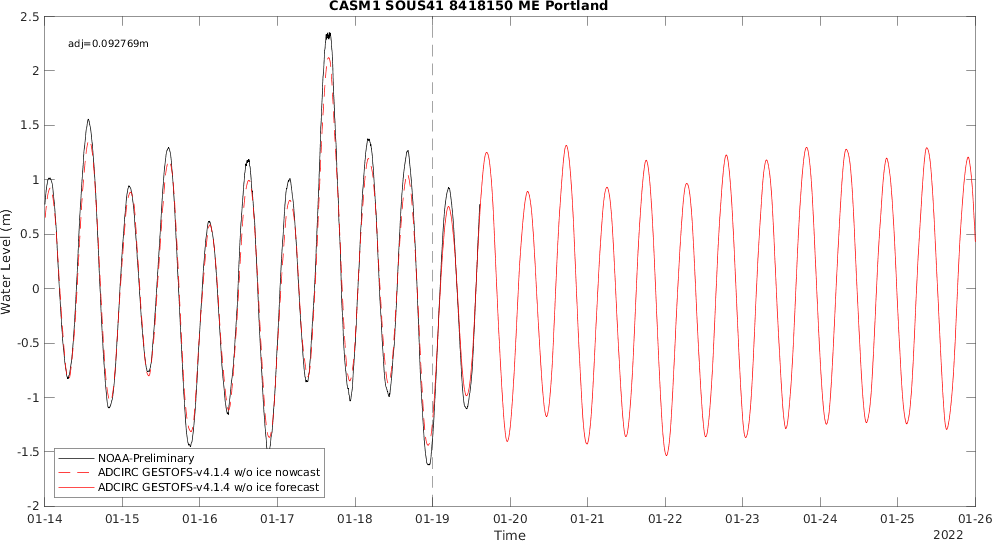 CASM1 SOUS41 8418150 ME Portland
adj=0.092769m
2.5
2
1.5
1
0.5
0
-0.5
-1
-1.5
-2
Water Level (m)
NOAA-Preliminary
ADCIRC GESTOFS-v4.1.4 w/o ice nowcast
ADCIRC GESTOFS-v4.1.4 w/o ice forecast
01-14 01-15 01-16 01-17 01-18 01-19 01-20 01-21 01-22 01-23 01-24 01-25 01-26
Time
2022